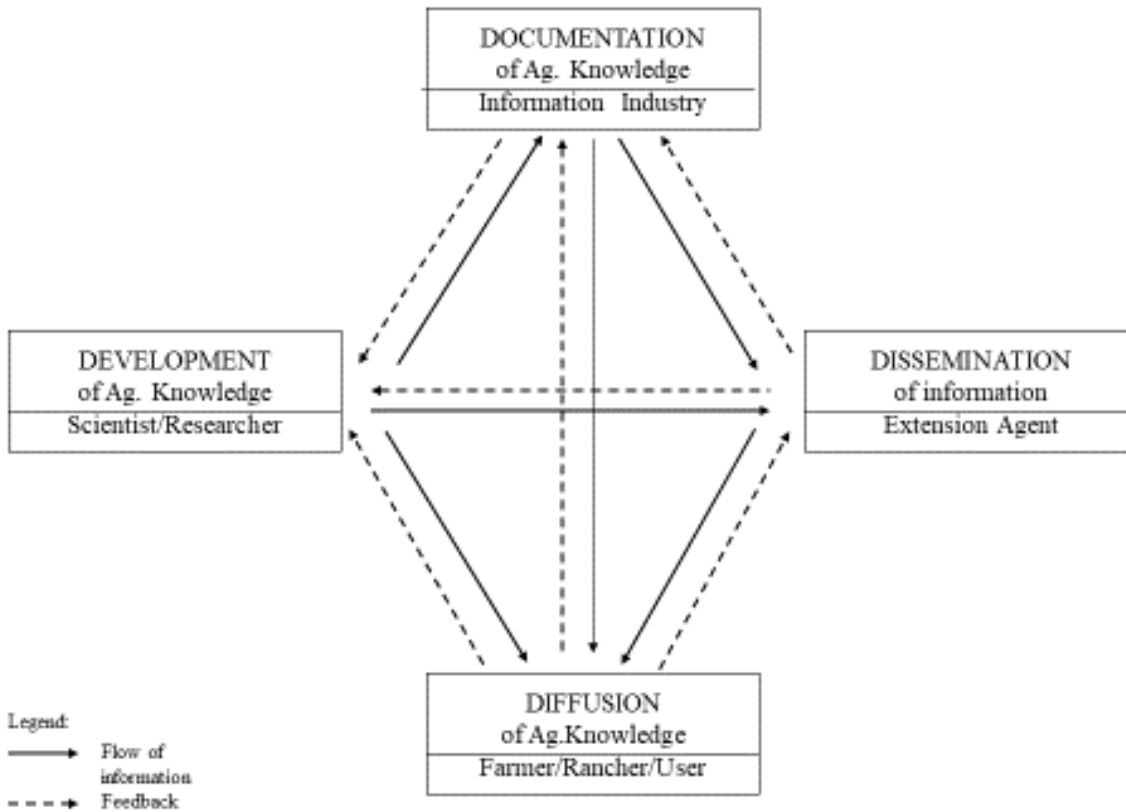 DOCUMENTATION
of Ag. Knowledge
Information Industry
DEVELOPMENT
of Ag. Knowledge
Scientist/Researcher
DISSEMINATION
of information
Extension Agent
DIFFUSION
of Ag.Knowledge
Farmer/Rancher/User
Legend:
Flow of
information
Feedback